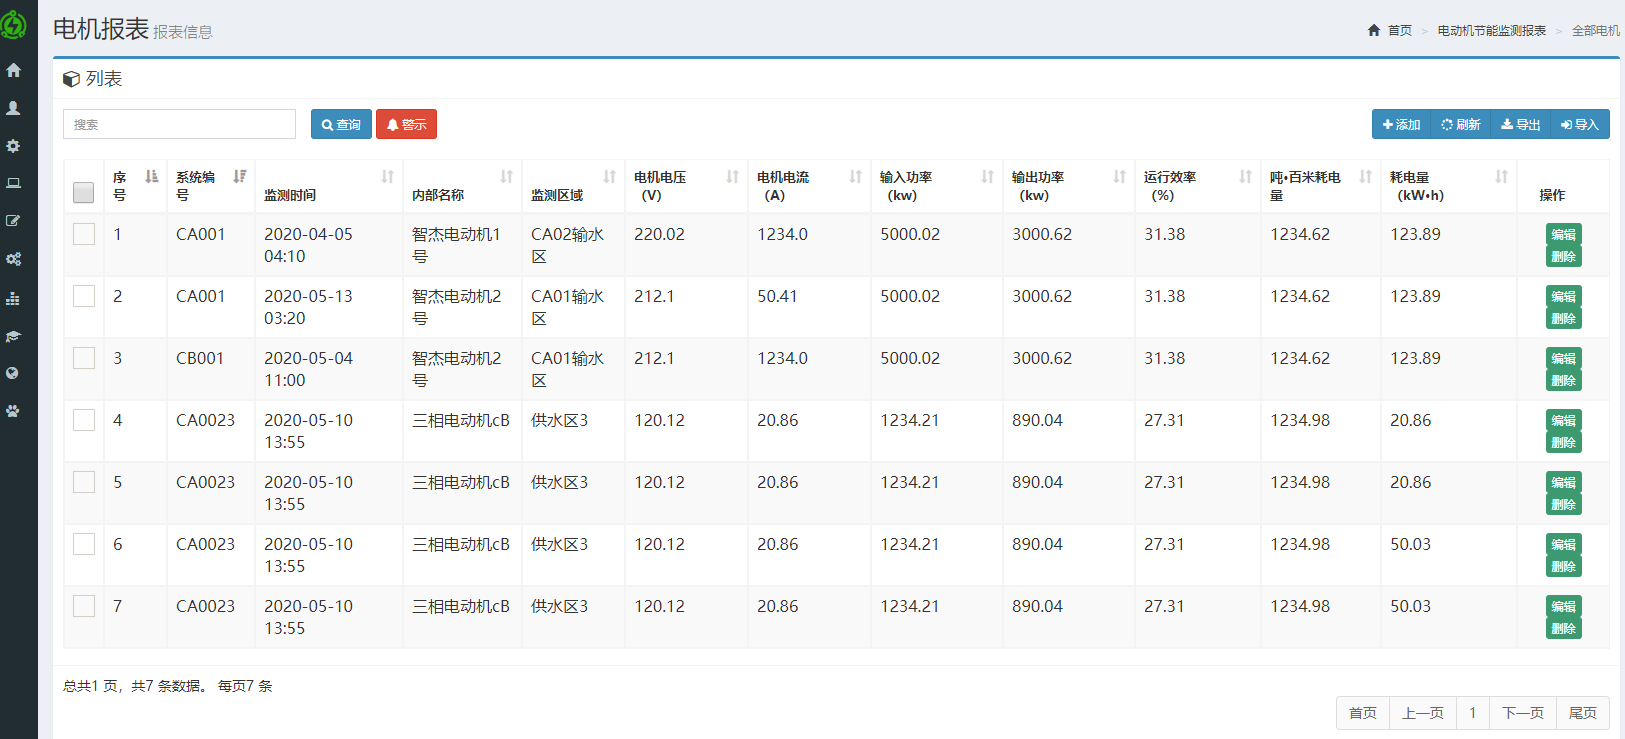 电机报表 报表信息
首页 > 电动机节能监测报表 > 全部电机
列表
搜索 查询 警示 添加 刷新 导出 导入
序号 系统编号 监测时间 内部名称 监测区域 电机电压（V） 电机电流（A） 输入功率（kw） 输出功率（kw） 运行效率（%） 吨•百米耗电量 耗电量（kW•h） 操作
1 CA001 2020-04-05 04:10 智杰电动机1号 CA02输水区 220.02 1234.0 5000.02 3000.62 31.38 1234.62 123.89 编辑 删除
2 CA001 2020-05-13 03:20 智杰电动机2号 CA01输水区 212.1 50.41 5000.02 3000.62 31.38 1234.62 123.89 编辑 删除
3 CB001 2020-05-04 11:00 智杰电动机2号 CA01输水区 212.1 1234.0 5000.02 3000.62 31.38 1234.62 123.89 编辑 删除
4 CA0023 2020-05-10 13:55 三相电动机cB 供水区3 120.12 20.86 1234.21 890.04 27.31 1234.98 20.86 编辑 删除
5 CA0023 2020-05-10 13:55 三相电动机cB 供水区3 120.12 20.86 1234.21 890.04 27.31 1234.98 20.86 编辑 删除
6 CA0023 2020-05-10 13:55 三相电动机cB 供水区3 120.12 20.86 1234.21 890.04 27.31 1234.98 50.03 编辑 删除
7 CA0023 2020-05-10 13:55 三相电动机cB 供水区3 120.12 20.86 1234.21 890.04 27.31 1234.98 50.03 编辑 删除
总共1 页，共7 条数据。 每页7 条
首页 上一页 1 下一页 尾页